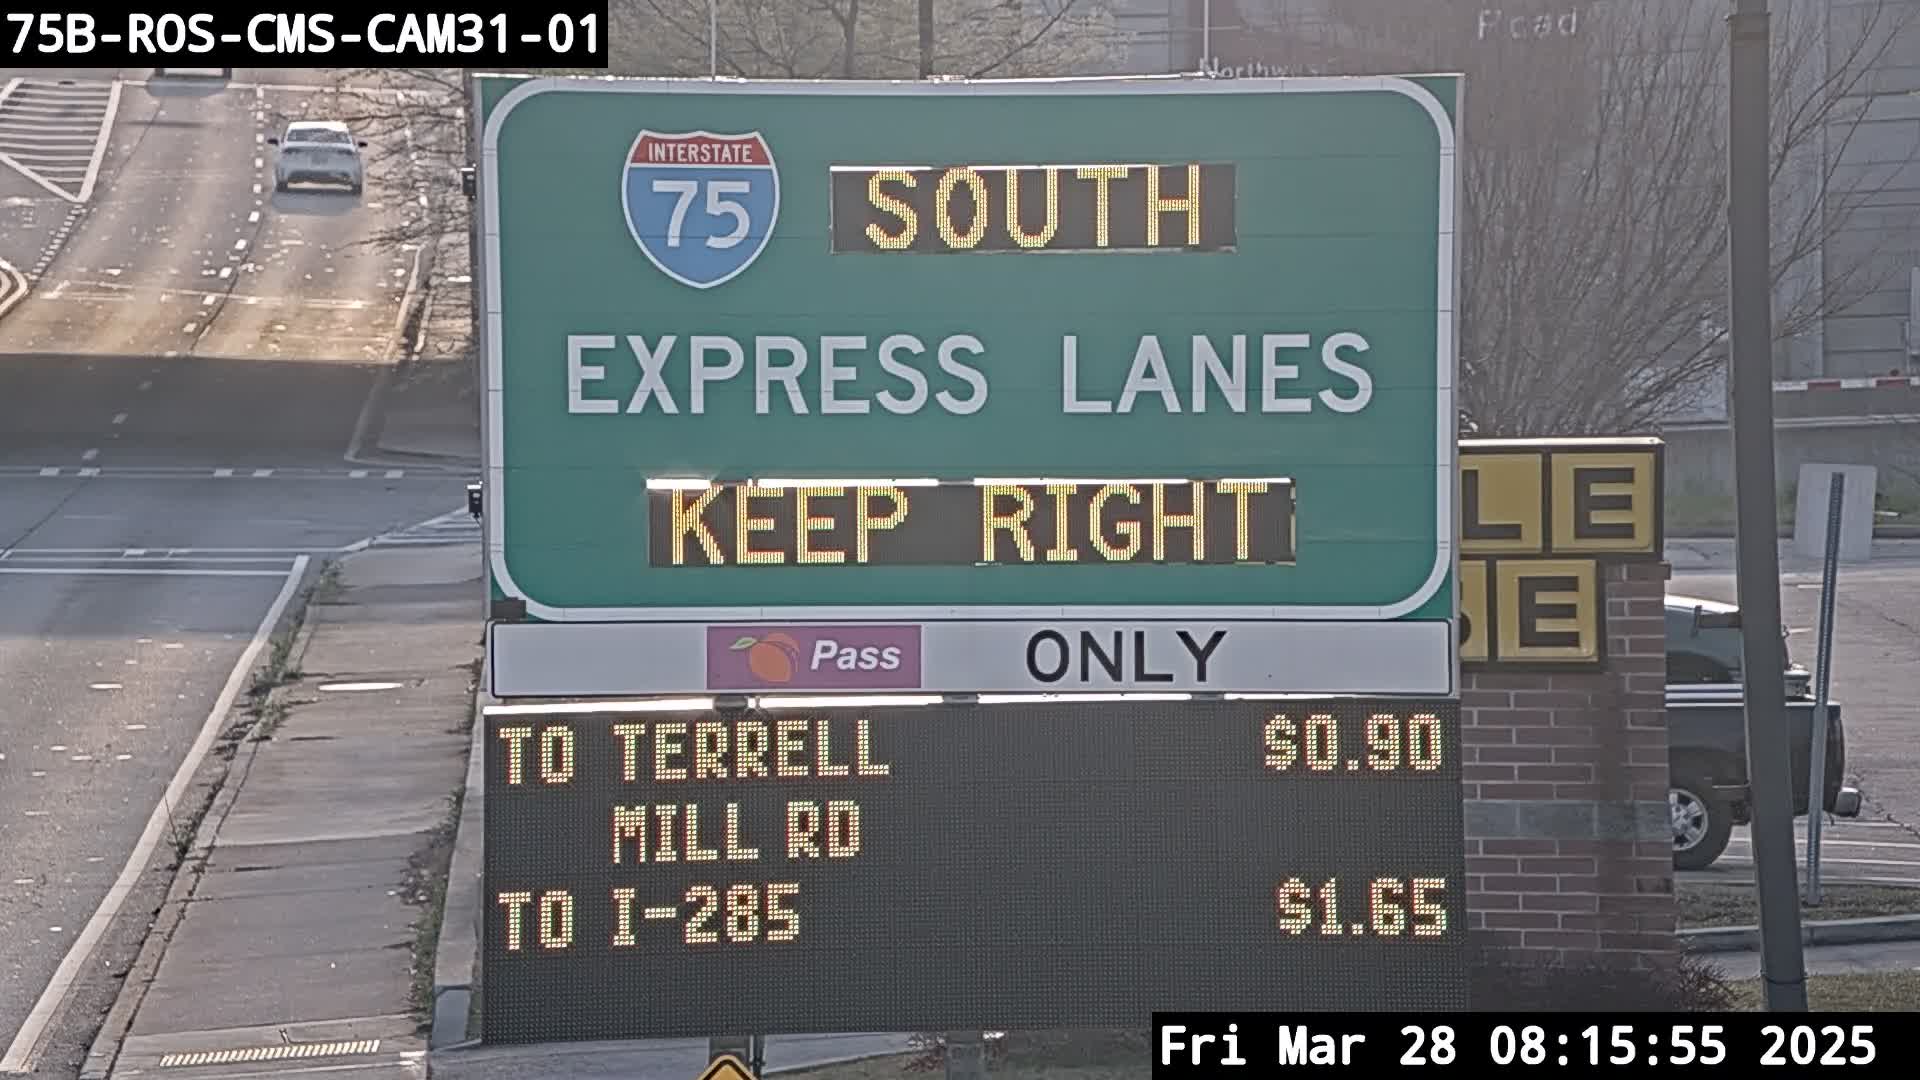 75B-ROS-CMS-CAM31-01
Road
Northwest
INTERSTATE
75
SOUTH
EXPRESS LANES
KEEP RIGHT
LE
E
Pass ONLY
TO TERRELL $0.90
MILL RD
TO I-285 $1.65
Fri Mar 28 08:15:55 2025